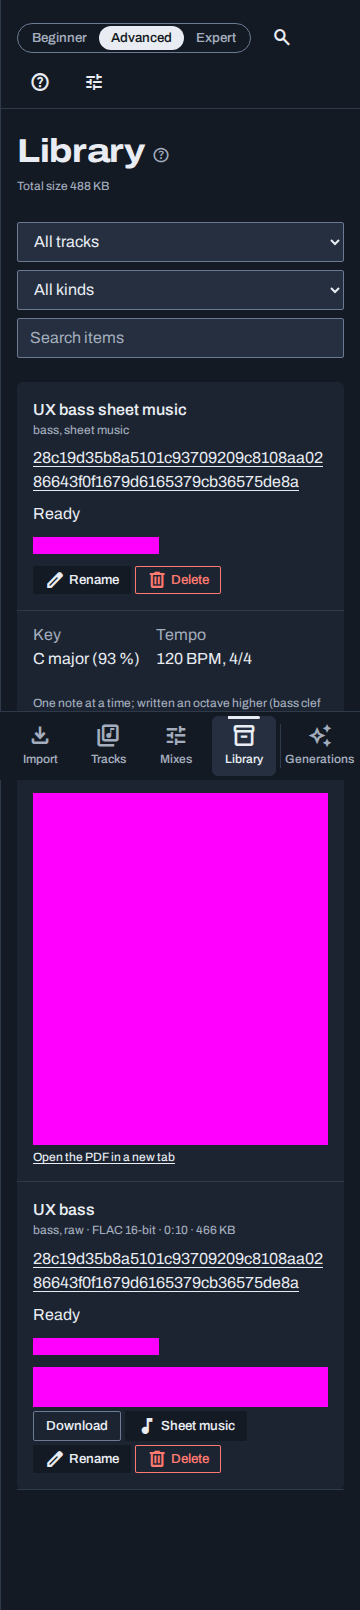 Beginner Advanced Expert
Library
Total size 488 KB
All tracks
All kinds
Search items
UX bass sheet music
bass, sheet music
28c19d35b8a5101c93709209c8108aa02
86643f0f1679d6165379cb36575de8a
Ready
Rename Delete
Key Tempo
C major (93 %) 120 BPM, 4/4
One note at a time; written an octave higher (bass clef
Import Tracks Mixes Library Generations
Open the PDF in a new tab
UX bass
bass, raw · FLAC 16-bit · 0:10 · 466 KB
28c19d35b8a5101c93709209c8108aa02
86643f0f1679d6165379cb36575de8a
Ready
Download Sheet music
Rename Delete